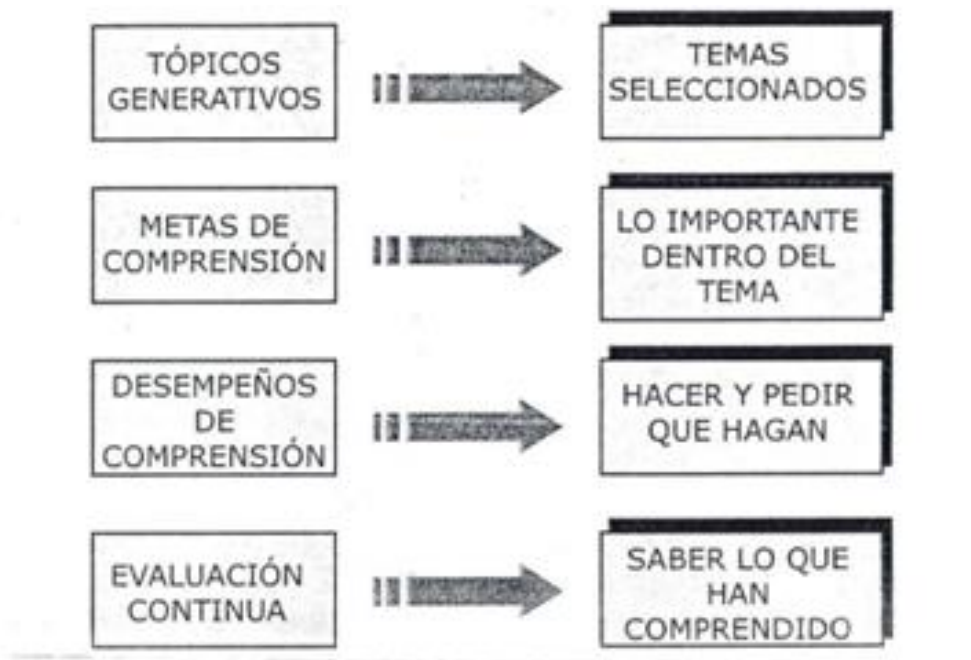 TÓPICOS
GENERATIVOS
TEMAS
SELECCIONADOS
METAS DE
COMPRENSIÓN
LO IMPORTANTE
DENTRO DEL
TEMA
DESEMPEÑOS
DE
COMPRENSIÓN
HACER Y PEDIR
QUE HAGAN
EVALUACIÓN
CONTINUA
SABER LO QUE
HAN
COMPRENDIDO